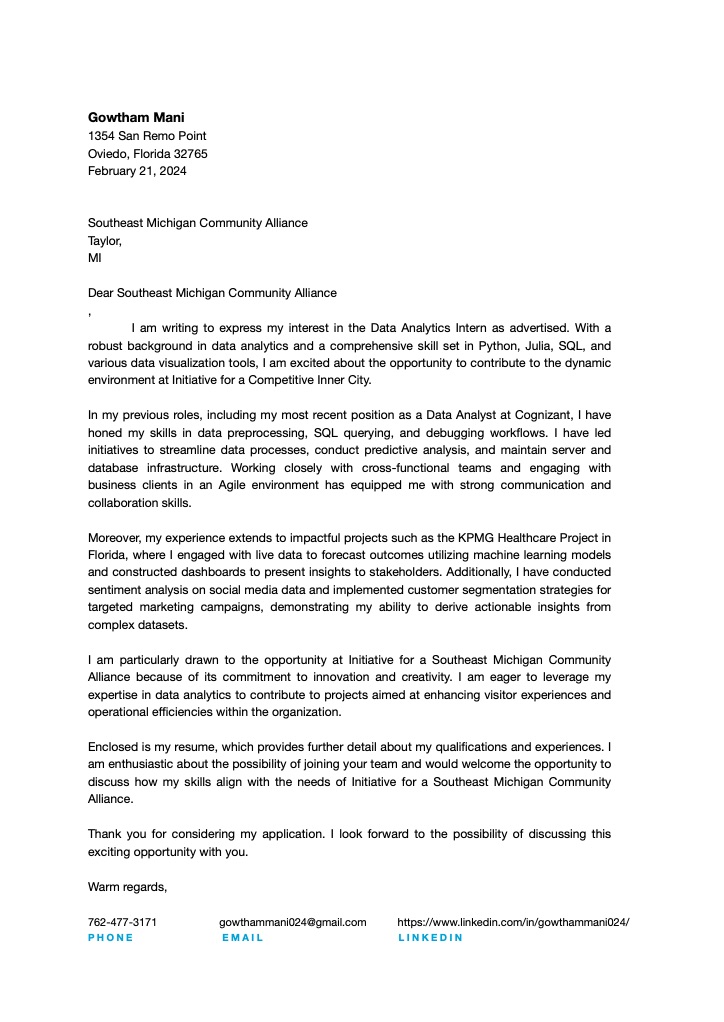 Gowtham Mani
1354 San Remo Point
Oviedo, Florida 32765
February 21, 2024
Southeast Michigan Community Alliance
Taylor,
MI
Dear Southeast Michigan Community Alliance
,
I am writing to express my interest in the Data Analytics Intern as advertised. With a
robust background in data analytics and a comprehensive skill set in Python, Julia, SQL, and
various data visualization tools, I am excited about the opportunity to contribute to the dynamic
environment at Initiative for a Competitive Inner City.
In my previous roles, including my most recent position as a Data Analyst at Cognizant, I have
honed my skills in data preprocessing, SQL querying, and debugging workflows. I have led
initiatives to streamline data processes, conduct predictive analysis, and maintain server and
database infrastructure. Working closely with cross-functional teams and engaging with
business clients in an Agile environment has equipped me with strong communication and
collaboration skills.
Moreover, my experience extends to impactful projects such as the KPMG Healthcare Project in
Florida, where I engaged with live data to forecast outcomes utilizing machine learning models
and constructed dashboards to present insights to stakeholders. Additionally, I have conducted
sentiment analysis on social media data and implemented customer segmentation strategies for
targeted marketing campaigns, demonstrating my ability to derive actionable insights from
complex datasets.
I am particularly drawn to the opportunity at Initiative for a Southeast Michigan Community
Alliance because of its commitment to innovation and creativity. I am eager to leverage my
expertise in data analytics to contribute to projects aimed at enhancing visitor experiences and
operational efficiencies within the organization.
Enclosed is my resume, which provides further detail about my qualifications and experiences. I
am enthusiastic about the possibility of joining your team and would welcome the opportunity to
discuss how my skills align with the needs of Initiative for a Southeast Michigan Community
Alliance.
Thank you for considering my application. I look forward to the possibility of discussing this
exciting opportunity with you.
Warm regards,
762-477-3171 gowthammani024@gmail.com https://www.linkedin.com/in/gowthammani024/
PHONE EMAIL LINKEDIN